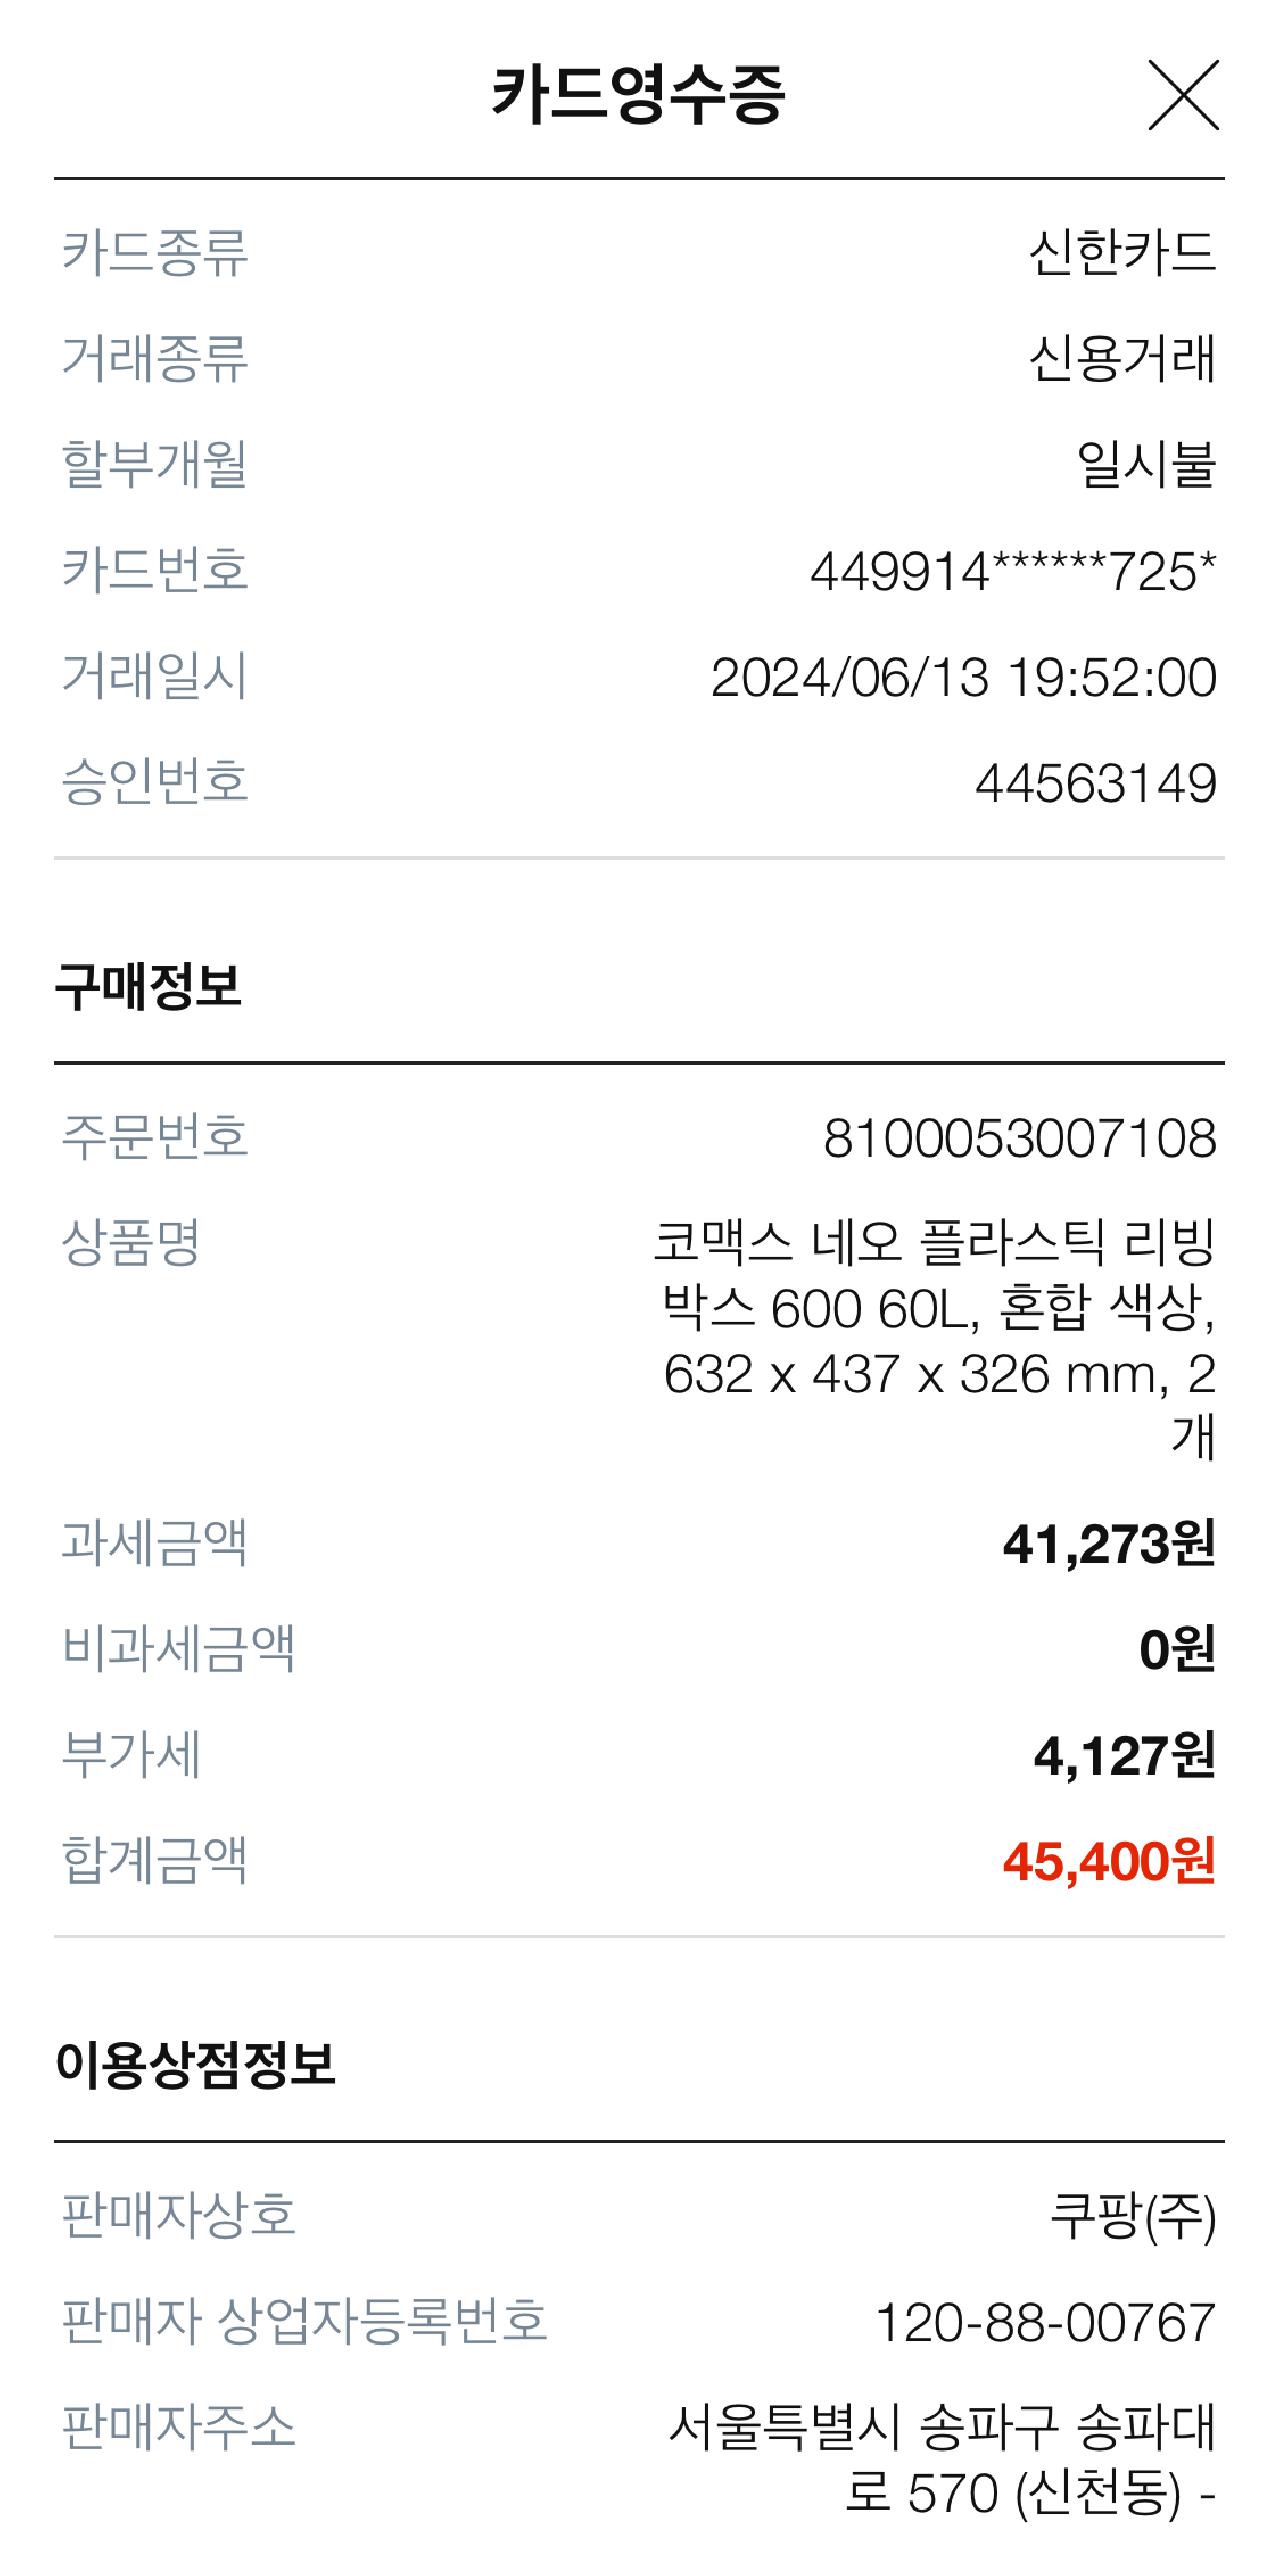 카드영수증
카드종류 신한카드
거래종류 신용거래
할부개월 일시불
카드번호 449914******725*
거래일시 2024/06/13 19:52:00
승인번호 44563149
구매정보
주문번호 8100053007108
상품명 코맥스 네오 플라스틱 리빙
박스 600 60L, 혼합 색상,
632 x 437 x 326 mm, 2
개
과세금액 41,273원
비과세금액 0원
부가세 4,127원
합계금액 45,400원
이용상점정보
판매자상호 쿠팡(주)
판매자 상업자등록번호 120-88-00767
판매자주소 서울특별시 송파구 송파대
로 570 (신천동) -